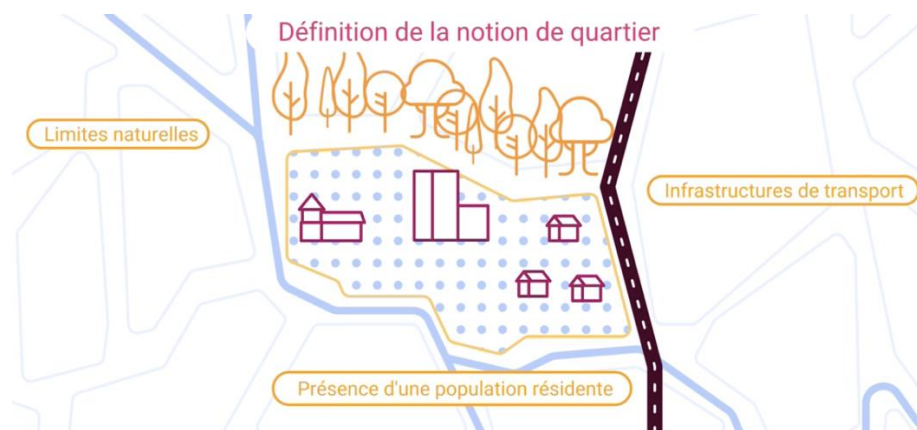 Définition de la notion de quartier
Limites naturelles
Infrastructures de transport
Présence d'une population résidente